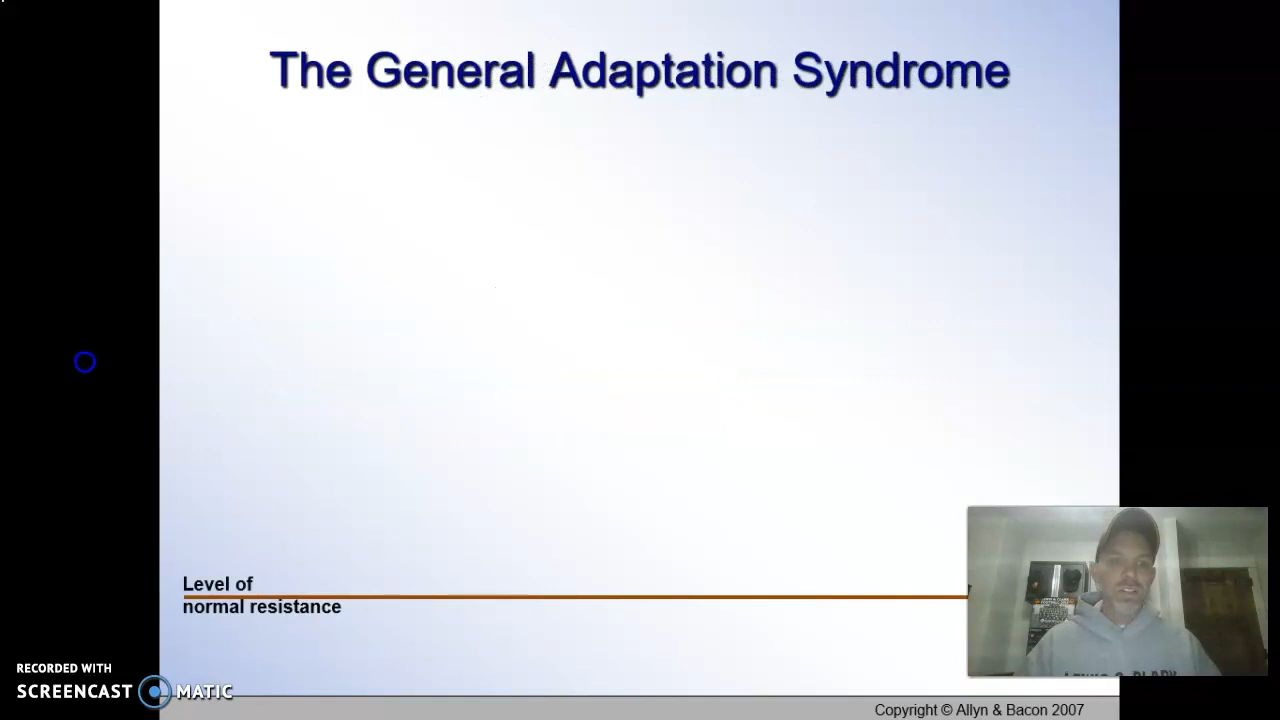 The General Adaptation Syndrome
Level of
normal resistance
RECORDED WITH
SCREENCAST MATIC
Copyright © Allyn & Bacon 2007